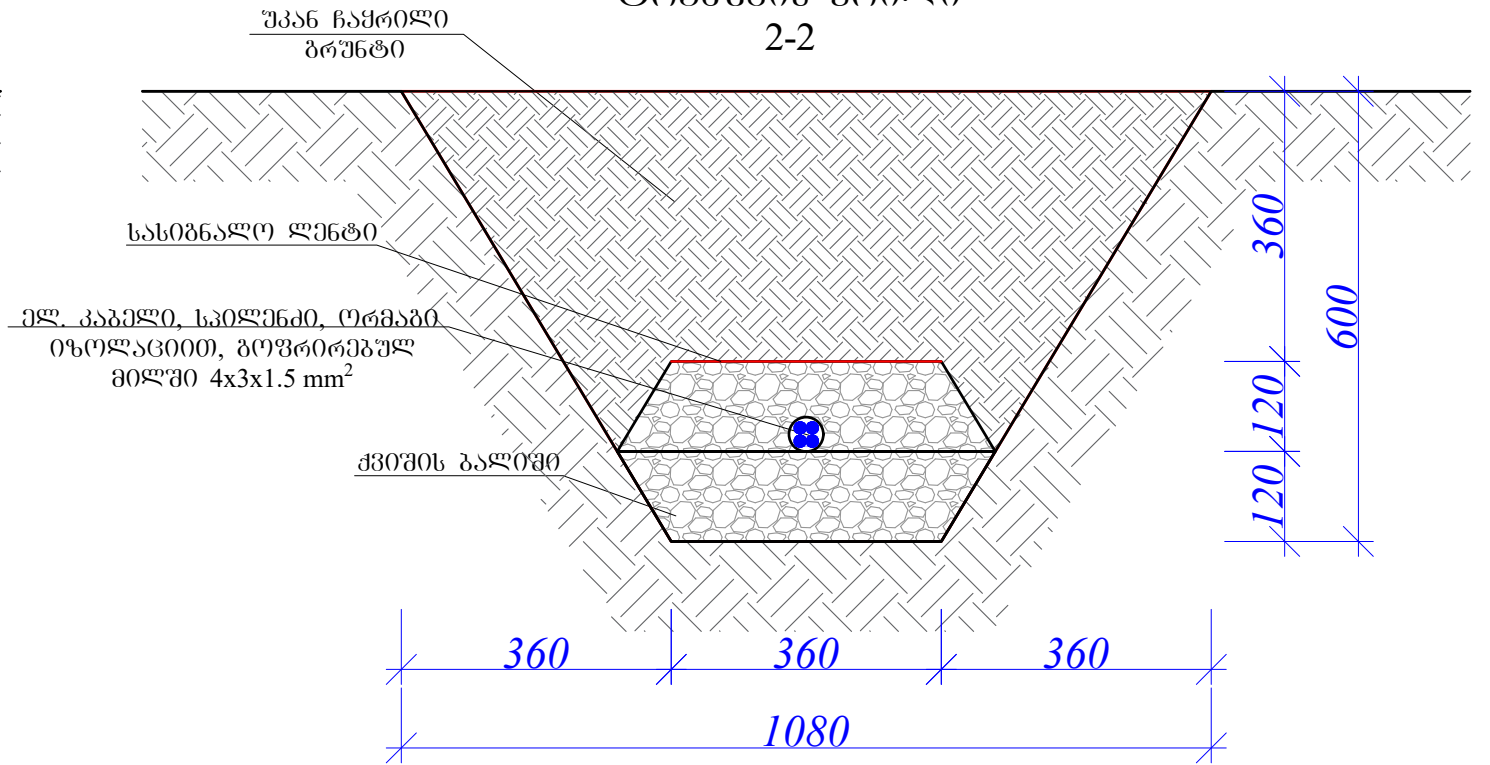 2-2
უკან ჩაყრილი
გრუნტი
სასიგნალო ლენტი
ელ. კაბელი, სპილენძი, ორმაგი
იზოლაციით, გოფრირებულ
მილში 4x3x1.5 mm²
ქვიშის ბალიში
360
600
120
120
360
360
360
1080